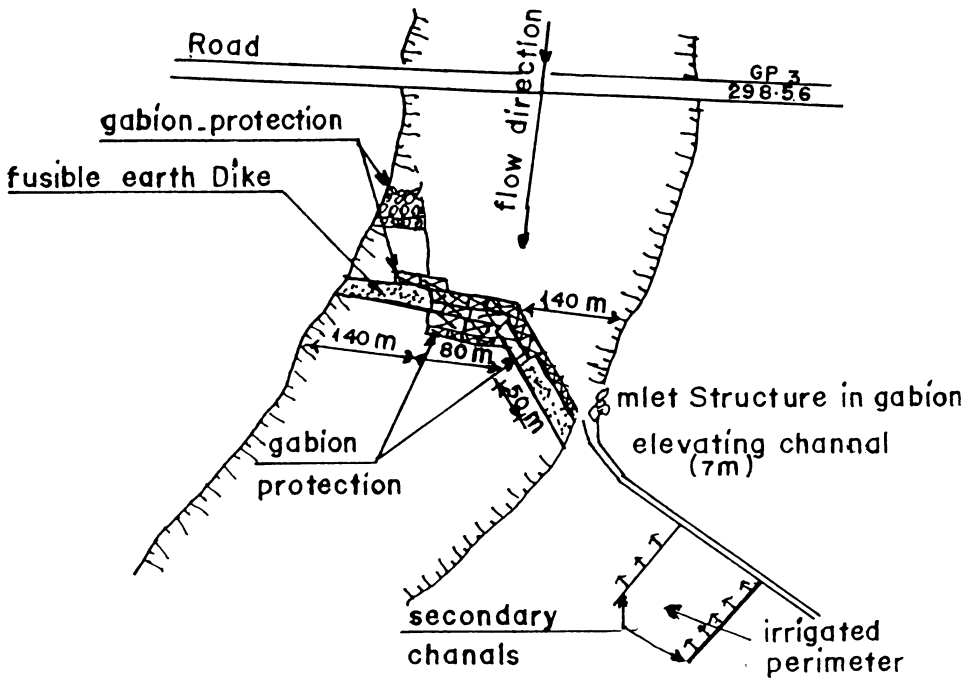 Road
GP 3
298.56
flow direction
gabion-protection
fusible earth Dike
140 m
140 m
80 m
50 m
mlet Structure in gabion
elevating channal
(7m)
gabion
protection
secondary
chanals
irrigated
perimeter